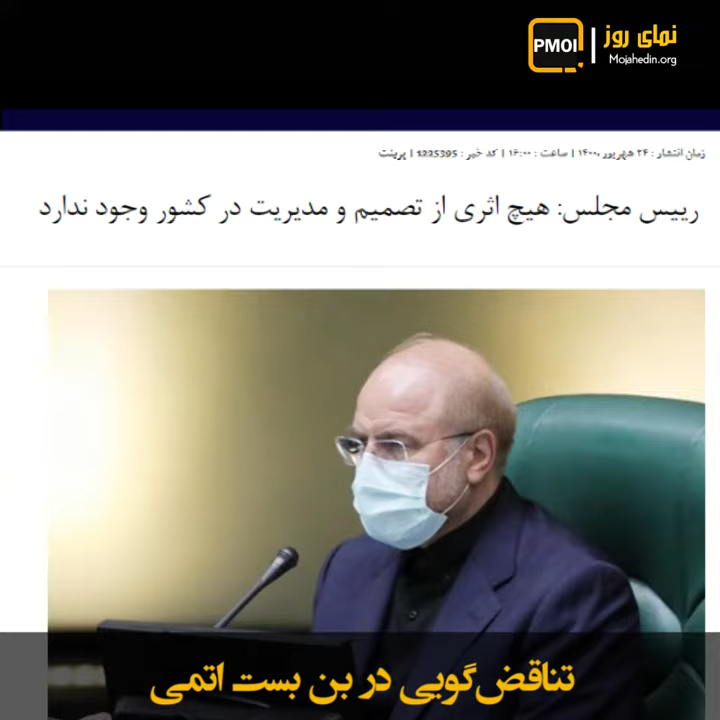 نمای روز
PMOI
Mojahedin.org
زمان انتشار : ۲۴ شهریور ۱۴۰۰، | ساعت : ۱۶:۰۰ | کد خبر : 1225395 | پرینت
رییس مجلس: هیچ اثری از تصمیم و مدیریت در کشور وجود ندارد
تناقض‌گویی در بن بست اتمی